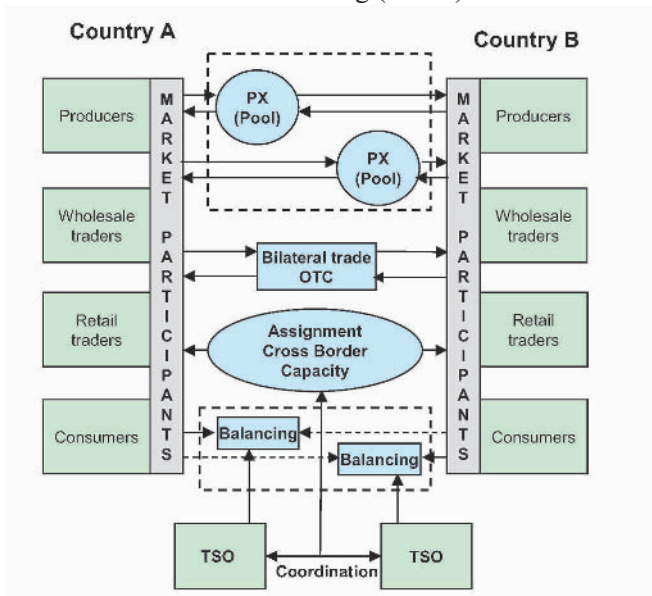 Country A
Country B
Producers
Wholesale
traders
Retail
traders
Consumers
MARKET PARTICIPANTS
PX
(Pool)
PX
(Pool)
Bilateral trade
OTC
Assignment
Cross Border
Capacity
Balancing
Balancing
MARKET PARTICIPANTS
Producers
Wholesale
traders
Retail
traders
Consumers
TSO
Coordination
TSO